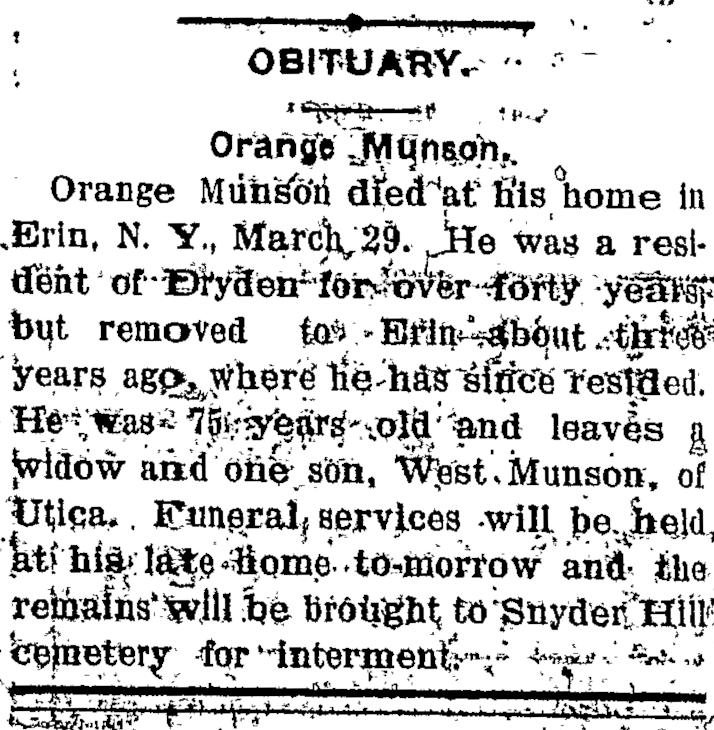 OBITUARY.
Orange Munson.
Orange Munson died at his home in
Erin, N. Y., March 29. He was a resi-
dent of Dryden for over forty years,
but removed to Erin about three
years ago, where he has since resided.
He was 75 years old and leaves a
widow and one son, West Munson, of
Utica. Funeral services will be held
at his late home to-morrow and the
remains will be brought to Snyder Hill
cemetery for interment.